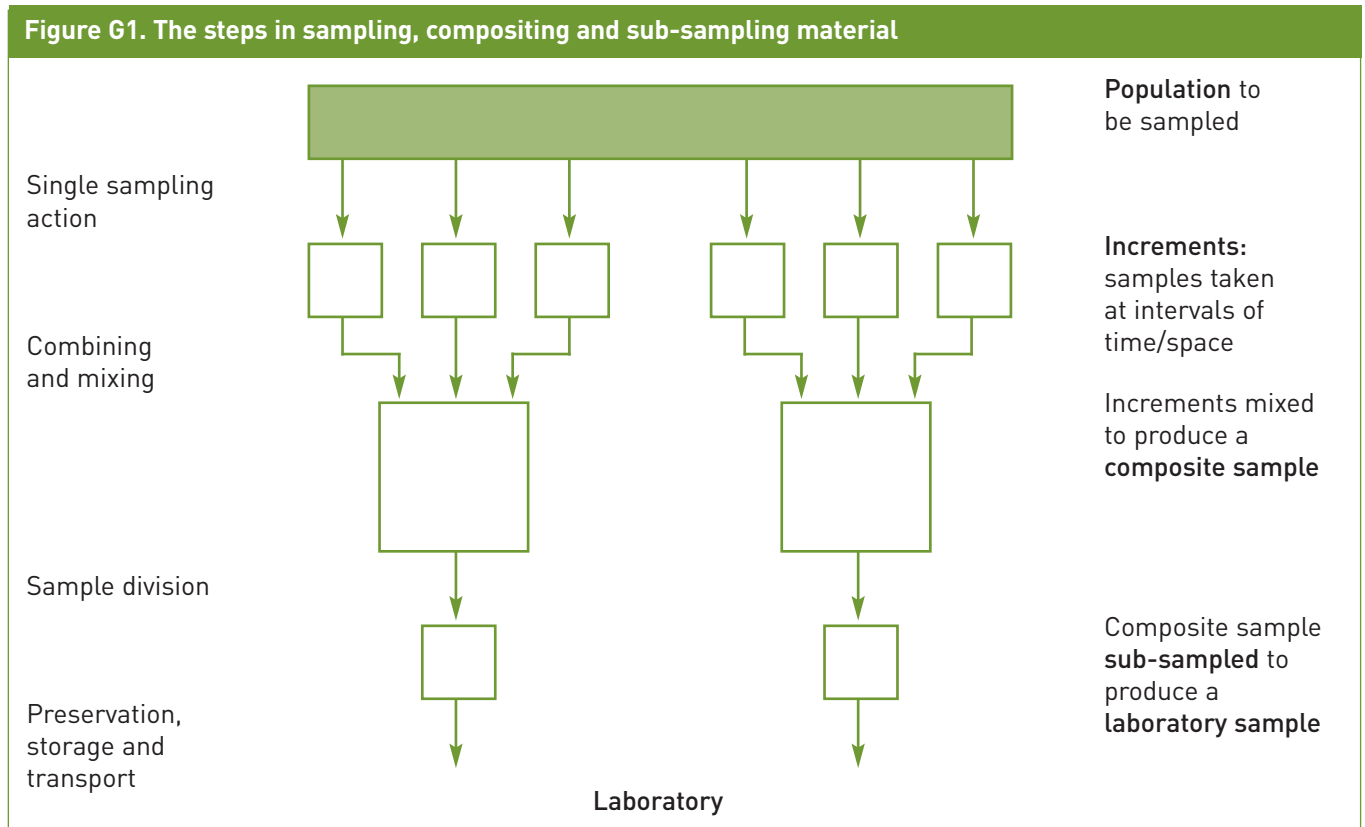 Figure G1. The steps in sampling, compositing and sub-sampling material
Population to
be sampled
Single sampling
action
Increments:
samples taken
at intervals of
time/space
Combining
and mixing
Increments mixed
to produce a
composite sample
Sample division
Composite sample
sub-sampled to
produce a
laboratory sample
Preservation,
storage and
transport
Laboratory